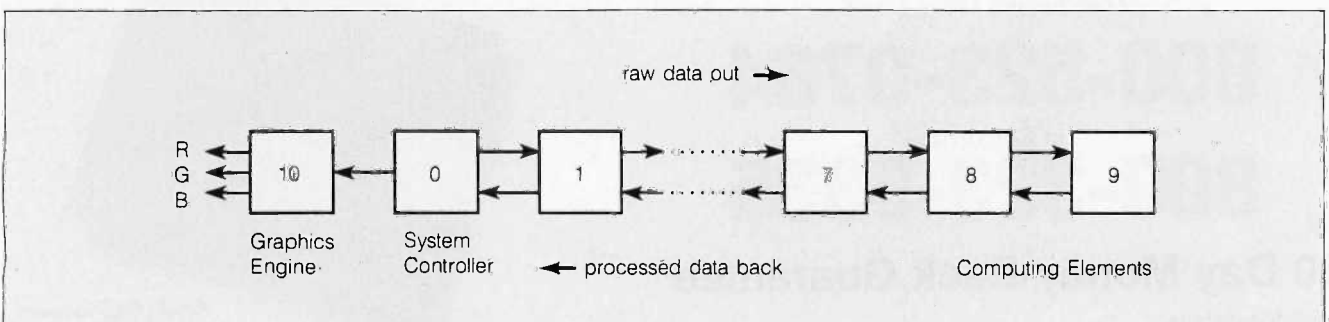 raw data out
R
G
B
10
0
1
7
8
9
Graphics
Engine
System
Controller
processed data back
Computing Elements